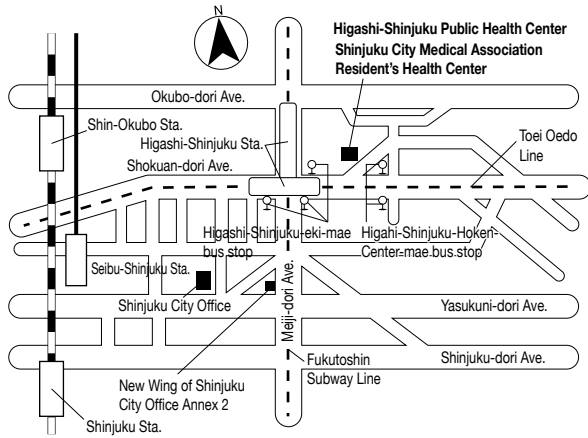 Higashi-Shinjuku Public Health Center
Shinjuku City Medical Association
Resident's Health Center
N
Okubo-dori Ave.
Shin-Okubo Sta.
Higashi-Shinjuku Sta.
Shokuan-dori Ave.
Toei Oedo
Line
Higashi-Shinjuku-eki-mae
bus stop
Higahi-Shinjuku-Hoken-
Center-mae.bus.stop
Seibu-Shinjuku Sta.
Shinjuku City Office
Meiji-dori Ave.
Yasukuni-dori Ave.
Shinjuku-dori Ave.
Fukutoshin
Subway Line
New Wing of Shinjuku
City Office Annex 2
Shinjuku Sta.